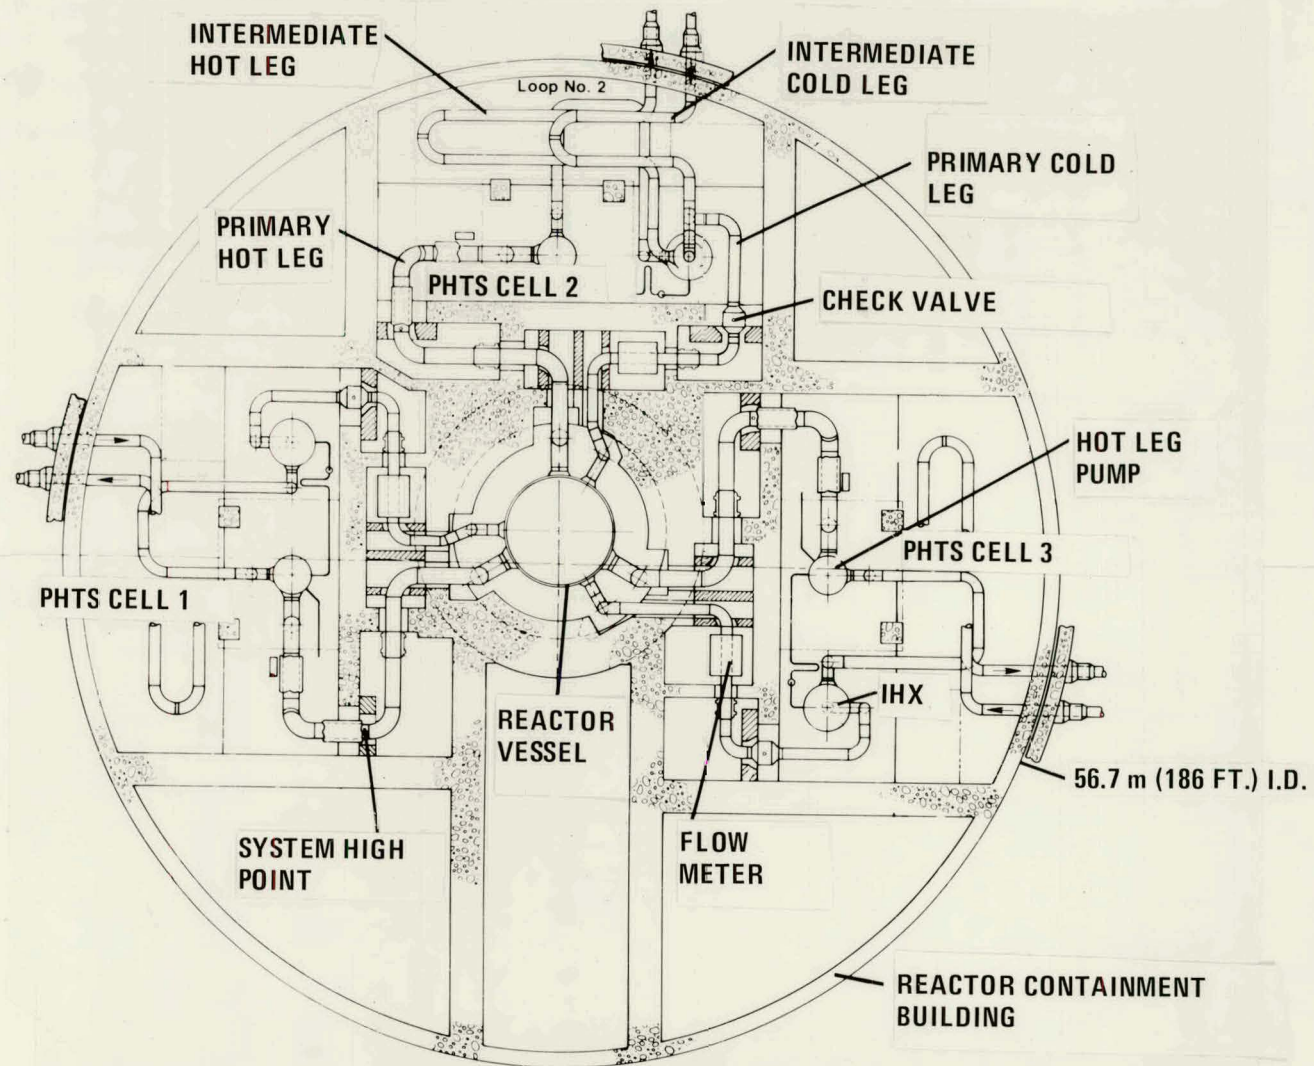 INTERMEDIATE
HOT LEG
INTERMEDIATE
COLD LEG
Loop No. 2
PRIMARY COLD
LEG
PRIMARY
HOT LEG
PHTS CELL 2
CHECK VALVE
HOT LEG
PUMP
PHTS CELL 3
PHTS CELL 1
REACTOR
VESSEL
IHX
56.7 m (186 FT.) I.D.
SYSTEM HIGH
POINT
FLOW
METER
REACTOR CONTAINMENT
BUILDING